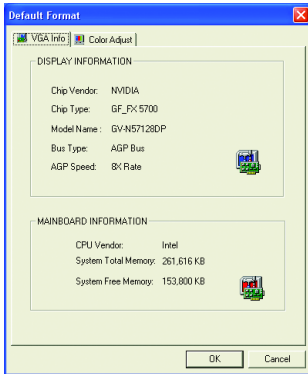 Default Format
VGA Info Color Adjust
DISPLAY INFORMATION
Chip Vendor: NVIDIA
Chip Type: GF_FX 5700
Model Name : GV-N57128DP
Bus Type: AGP Bus
AGP Speed: 8X Rate
MAINBOARD INFORMATION
CPU Vendor: Intel
System Total Memory: 261,616 KB
System Free Memory: 153,800 KB
OK Cancel